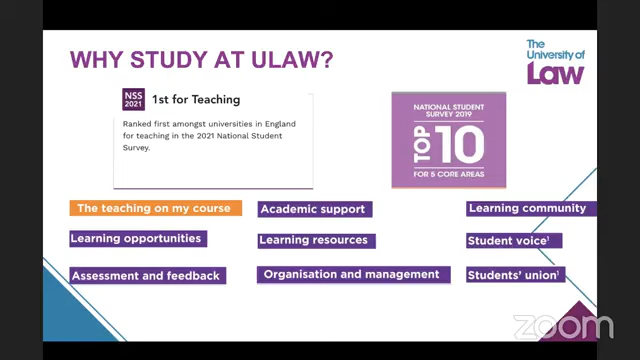 WHY STUDY AT ULAW?
The
University of
Law
NSS
2021
1st for Teaching
Ranked first amongst universities in England
for teaching in the 2021 National Student
Survey.
NATIONAL STUDENT
SURVEY 2019
TOP
10
FOR 5 CORE AREAS
The teaching on my course
Academic support
Learning community
Learning opportunities
Learning resources
Student voice¹
Assessment and feedback
Organisation and management
Students' union¹
zoom